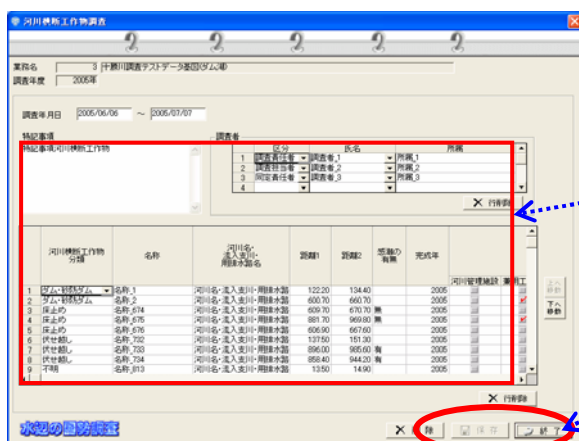 河川横断工作物調査
業務名 3 十勝川調査テストデータ基図(ダム湖)
調査年度 2005年
調査年月日 2005/06/06 ～ 2005/07/07
特記事項
特記事項河川横断工作物
調査者
区分 氏名 所属
1 調査責任者 調査者_1 所属_1
2 調査担当者 調査者_2 所属_2
3 同定責任者 調査者_3 所属_3
4
行削除
河川横断工作物分類 名称 河川名・流入支川・用排水路名 距離1 距離2 感潮の有無 完成年 河川管理施設 兼用工
1 ダム・砂防ダム 名称_1 河川名・流入支川・用排水路 122.20 134.40 2005
2 ダム・砂防ダム 名称_2 河川名・流入支川・用排水路 600.70 660.70 2005
3 床止め 名称_674 河川名・流入支川・用排水路 609.70 670.70 無 2005
4 床止め 名称_675 河川名・流入支川・用排水路 881.70 969.80 無 2005
5 床止め 名称_676 河川名・流入支川・用排水路 606.90 667.60 2005
6 伏せ越し 名称_732 河川名・流入支川・用排水路 137.50 151.30 2005
7 伏せ越し 名称_733 河川名・流入支川・用排水路 896.00 985.60 有 2005
8 伏せ越し 名称_734 河川名・流入支川・用排水路 858.40 944.20 有 2005
9 不明 名称_813 河川名・流入支川・用排水路 13.50 14.90 2005
上へ移動
下へ移動
行削除
水辺の国勢調査
除 保存 終了